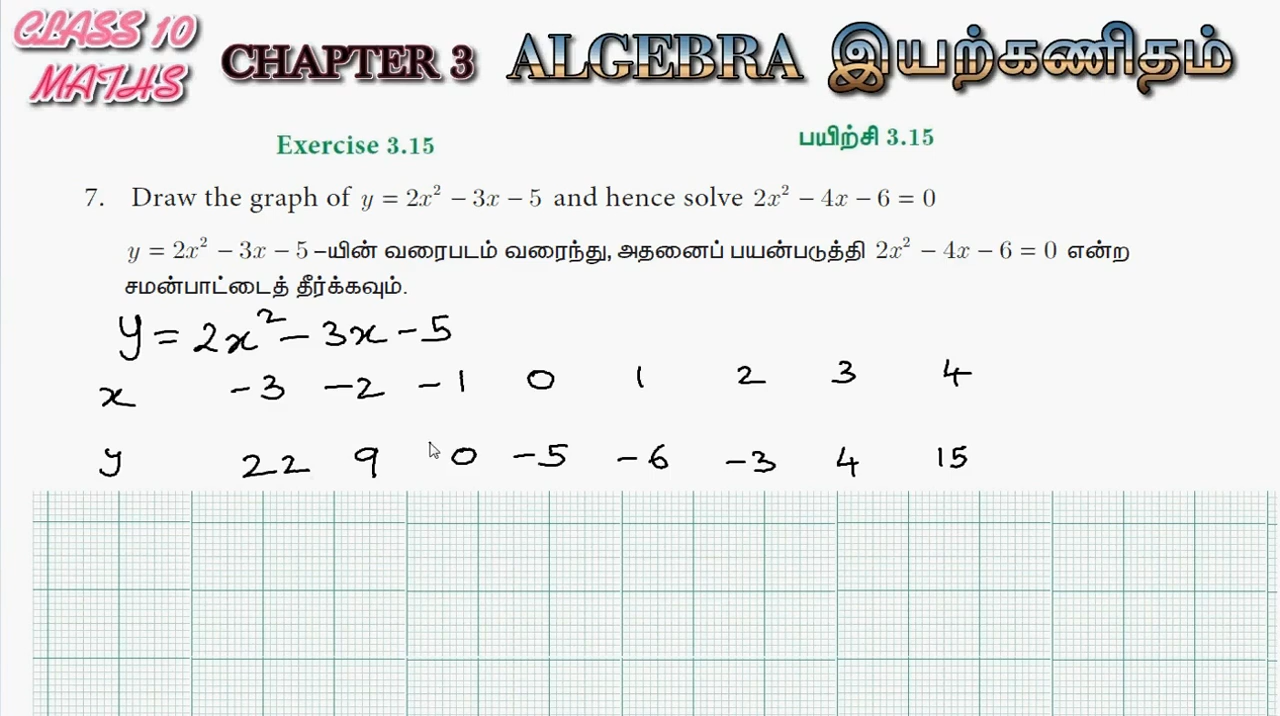 CLASS 10
MATHS
CHAPTER 3 ALGEBRA இயற்கணிதம்
Exercise 3.15 பயிற்சி 3.15
7. Draw the graph of y = 2x² − 3x − 5 and hence solve 2x² − 4x − 6 = 0
y = 2x² − 3x − 5 –யின் வரைபடம் வரைந்து, அதனைப் பயன்படுத்தி 2x² − 4x − 6 = 0 என்ற
சமன்பாட்டைத் தீர்க்கவும்.
y = 2x² − 3x − 5
x −3 −2 −1 0 1 2 3 4
y 22 9 0 −5 −6 −3 4 15